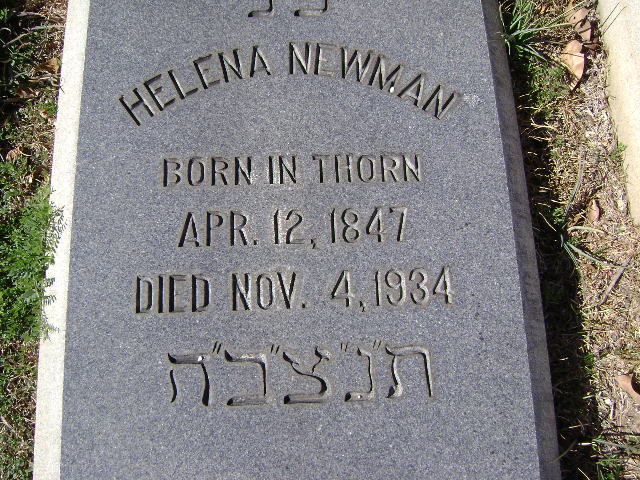 HELENA NEWMAN
BORN IN THORN
APR. 12, 1847
DIED NOV. 4, 1934
ת"נ"צ"ב"ה